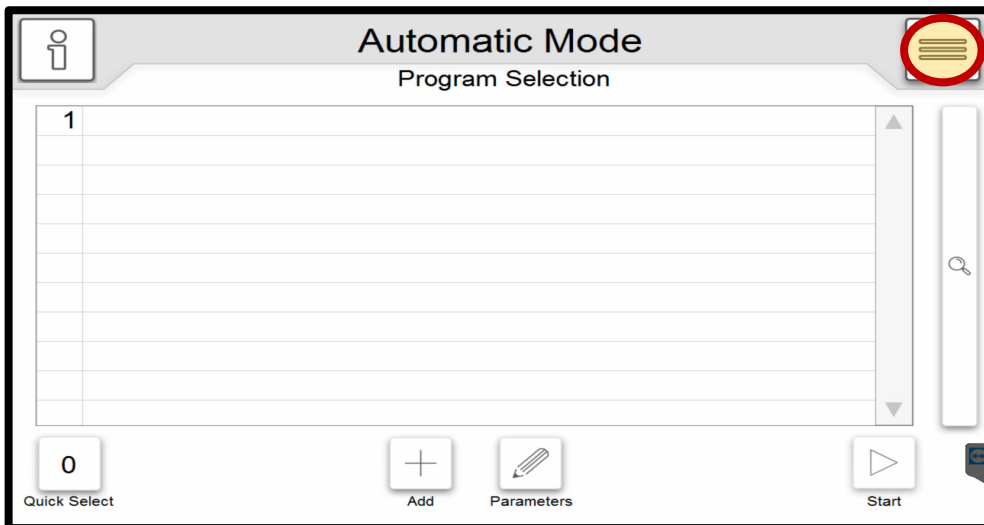 Automatic Mode
Program Selection
1
0
Quick Select
Add
Parameters
Start